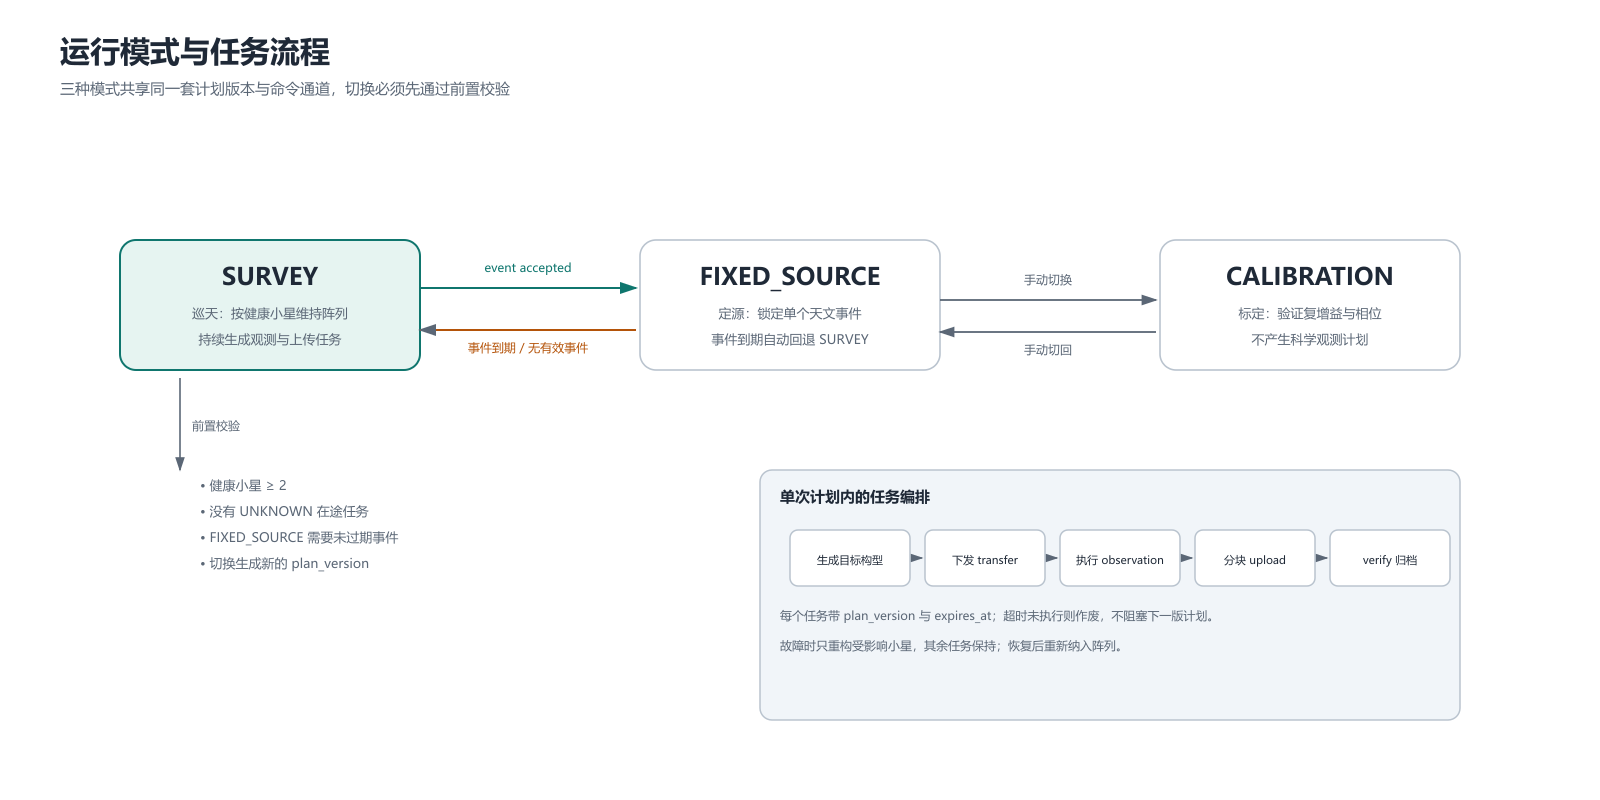 运行模式与任务流程
三种模式共享同一套计划版本与命令通道，切换必须先通过前置校验
SURVEY
巡天：按健康小星维持阵列
持续生成观测与上传任务
event accepted
事件到期 / 无有效事件
FIXED_SOURCE
定源：锁定单个天文事件
事件到期自动回退 SURVEY
手动切换
手动切回
CALIBRATION
标定：验证复增益与相位
不产生科学观测计划
前置校验
• 健康小星 ≥ 2
• 没有 UNKNOWN 在途任务
• FIXED_SOURCE 需要未过期事件
• 切换生成新的 plan_version
单次计划内的任务编排
生成目标构型
下发 transfer
执行 observation
分块 upload
verify 归档
每个任务带 plan_version 与 expires_at；超时未执行则作废，不阻塞下一版计划。
故障时只重构受影响小星，其余任务保持；恢复后重新纳入阵列。